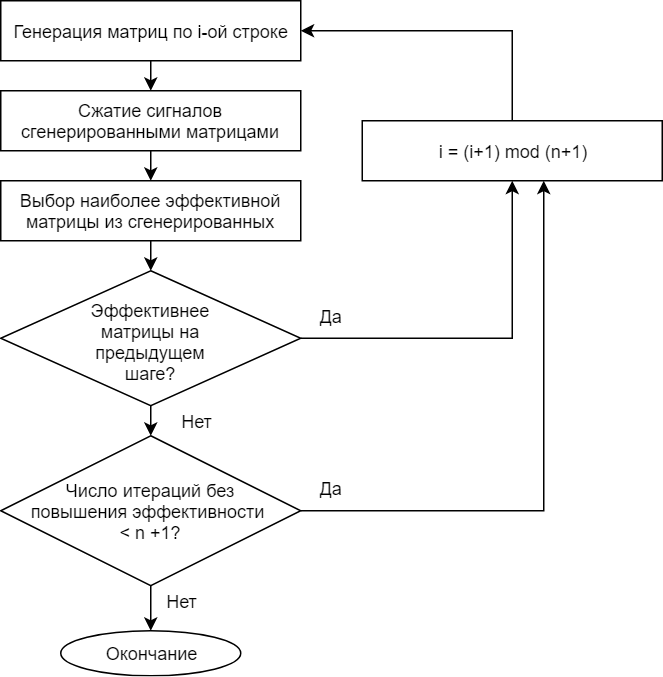 Генерация матриц по i-ой строке
Сжатие сигналов
сгенерированными матрицами
i = (i+1) mod (n+1)
Выбор наиболее эффективной
матрицы из сгенерированных
Эффективнее
матрицы на
предыдущем
шаге?
Да
Нет
Число итераций без
повышения эффективности
< n +1?
Да
Нет
Окончание